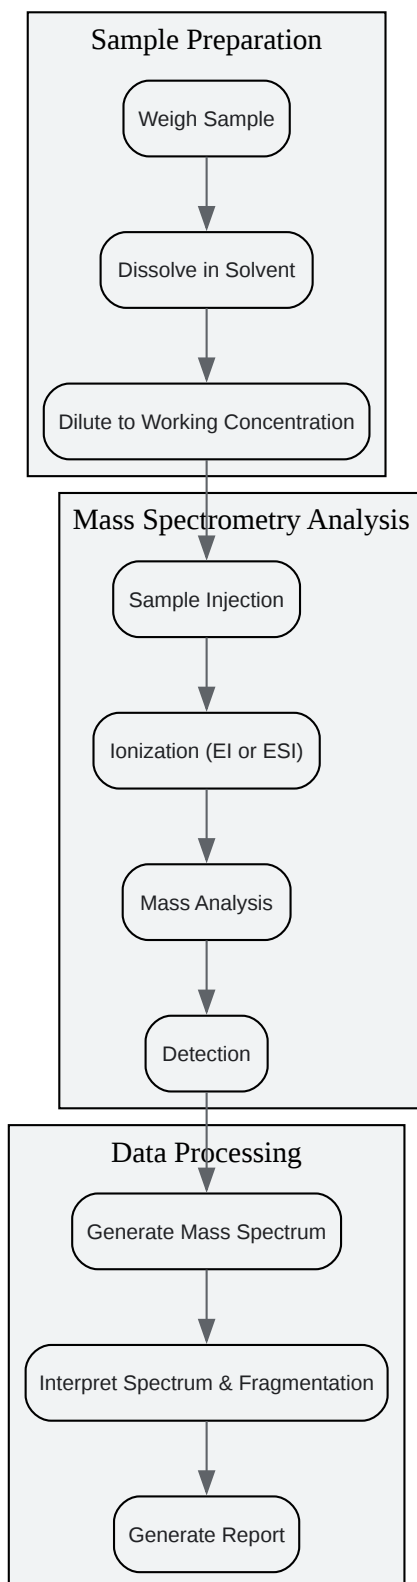 Sample Preparation
Weigh Sample
Dissolve in Solvent
Dilute to Working Concentration
Mass Spectrometry Analysis
Sample Injection
Ionization (EI or ESI)
Mass Analysis
Detection
Data Processing
Generate Mass Spectrum
Interpret Spectrum & Fragmentation
Generate Report